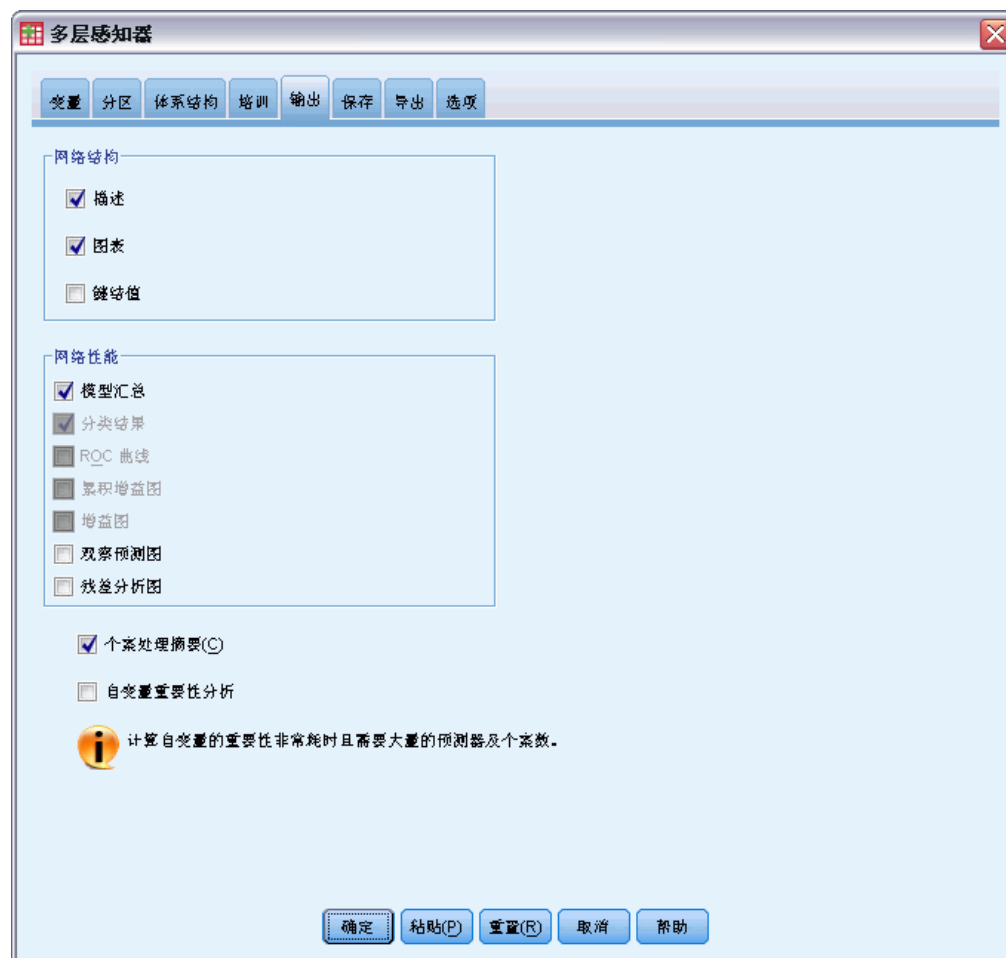 多层感知器
变量 分区 体系结构 培训 输出 保存 导出 选项
网络结构
描述
图表
键结值
网络性能
模型汇总
分类结果
ROC 曲线
累积增益图
增益图
观察预测图
残差分析图
个案处理摘要(C)
自变量重要性分析
计算自变量的重要性非常耗时且需要大量的预测器及个案数。
确定 粘贴(P) 重置(R) 取消 帮助